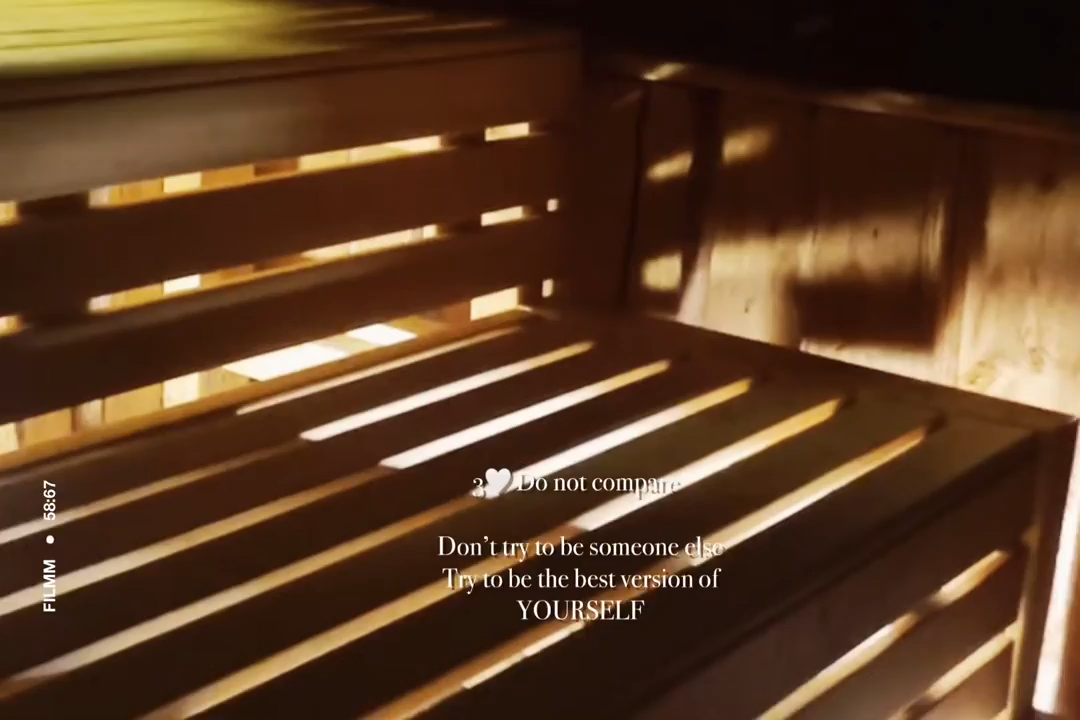 3🤍 Do not compare
Don't try to be someone else
Try to be the best version of
YOURSELF
FILMM • 58:67